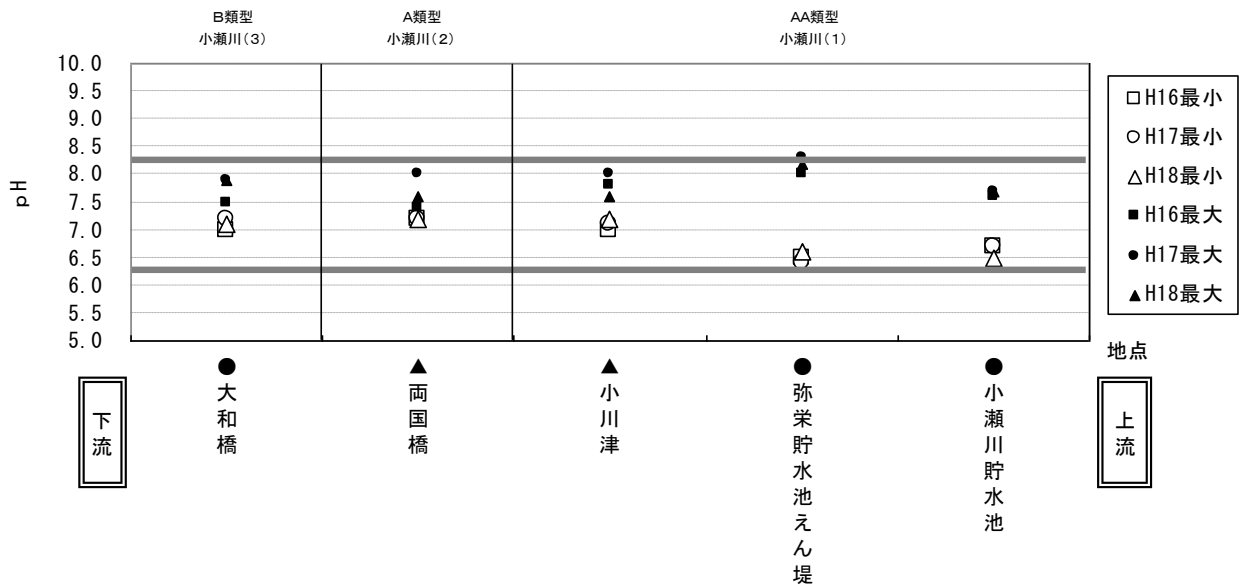 B類型
小瀬川(3)
A類型
小瀬川(2)
AA類型
小瀬川(1)
pH
10.0
9.5
9.0
8.5
8.0
7.5
7.0
6.5
6.0
5.5
5.0
□H16最小
○H17最小
△H18最小
■H16最大
●H17最大
▲H18最大
地点
下流
●
大和橋
▲
両国橋
▲
小川津
●
弥栄貯水池えん堤
●
小瀬川貯水池
上流